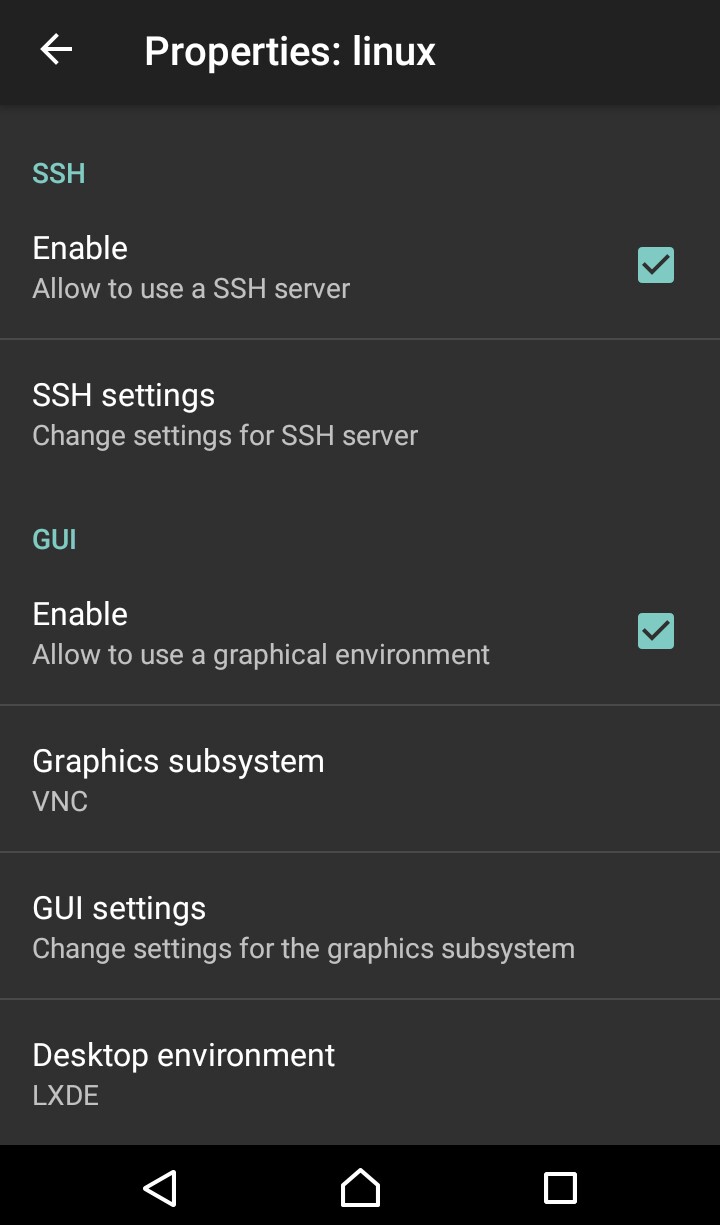 Properties: linux
SSH
Enable
Allow to use a SSH server
SSH settings
Change settings for SSH server
GUI
Enable
Allow to use a graphical environment
Graphics subsystem
VNC
GUI settings
Change settings for the graphics subsystem
Desktop environment
LXDE